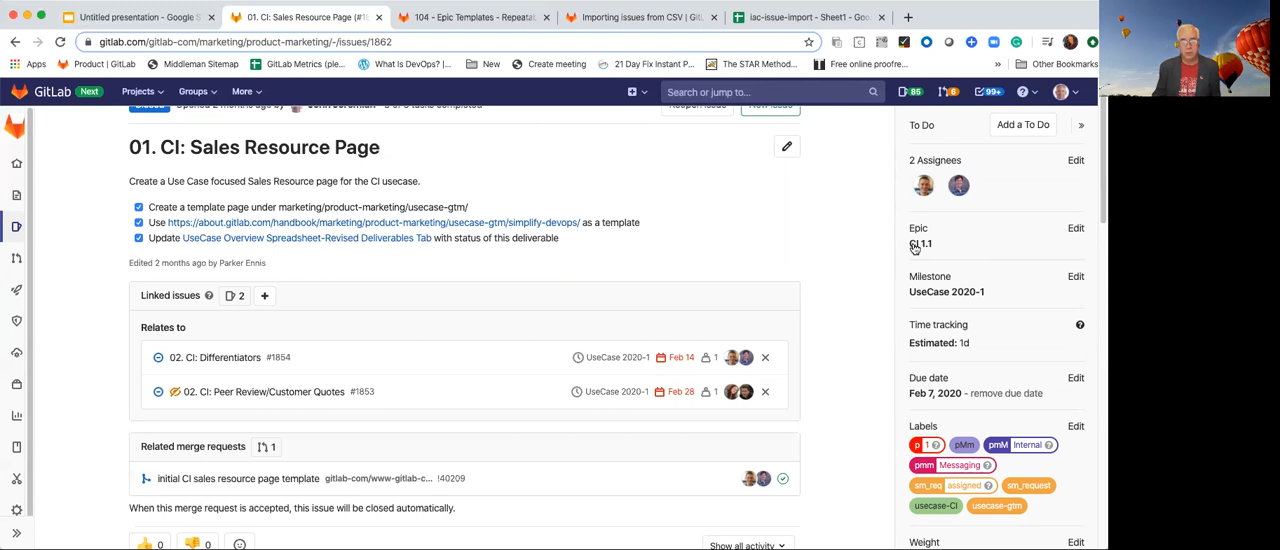 Untitled presentation - Google S
01. CI: Sales Resource Page (#18
104 - Epic Templates - Repeatab
Importing issues from CSV | GitL
iac-issue-import - Sheet1 - Goo
gitlab.com/gitlab-com/marketing/product-marketing/-/issues/1862
Apps
Product | GitLab
Middleman Sitemap
GitLab Metrics (ple...
What Is DevOps? |...
New
Create meeting
21 Day Fix Instant P...
The STAR Method...
Free online proofre...
»
Other Bookmarks
GitLab Next Projects Groups More Search or jump to... 85 6 99+
Opened 2 months ago by
01. CI: Sales Resource Page
Create a Use Case focused Sales Resource page for the CI usecase.
Create a template page under marketing/product-marketing/usecase-gtm/
Use https://about.gitlab.com/handbook/marketing/product-marketing/usecase-gtm/simplify-devops/ as a template
Update UseCase Overview Spreadsheet-Revised Deliverables Tab with status of this deliverable
Edited 2 months ago by Parker Ennis
Linked issues 2
Relates to
02. CI: Differentiators #1854 UseCase 2020-1 Feb 14 1
02. CI: Peer Review/Customer Quotes #1853 UseCase 2020-1 Feb 28 1
Related merge requests 1
initial CI sales resource page template gitlab-com/www-gitlab-c... !40209
When this merge request is accepted, this issue will be closed automatically.
0 0 Show all activity
To Do Add a To Do »
2 Assignees Edit
Epic Edit
CI 1.1
Milestone Edit
UseCase 2020-1
Time tracking
Estimated: 1d
Due date Edit
Feb 7, 2020 - remove due date
Labels Edit
p 1 pMm pmM Internal
pmm Messaging
sm_req assigned sm_request
usecase-CI usecase-gtm
Weight Edit